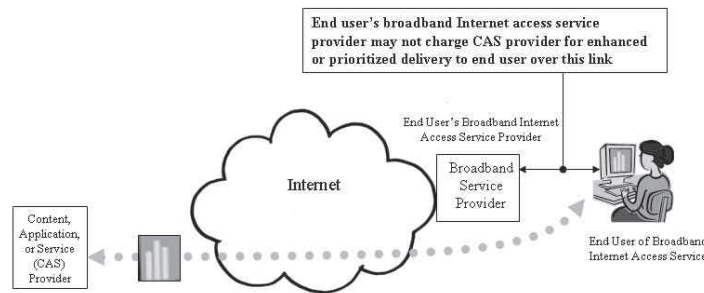 End user's broadband Internet access service
provider may not charge CAS provider for enhanced
or prioritized delivery to end user over this link
End User's Broadband Internet
Access Service Provider
Internet
Broadband
Service
Provider
Content,
Application,
or Service
(CAS)
Provider
End User of Broadband
Internet Access Service